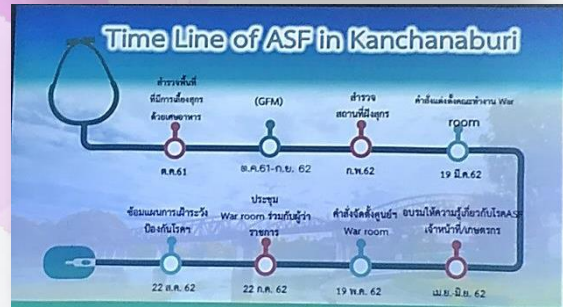 Time Line of ASF in Kanchanaburi
สำรวจพื้นที่
ที่มีการเลี้ยงสุกร
ด้วยเศษอาหาร
ต.ค.61
(GFM)
ต.ค.61-ก.ย. 62
สำรวจ
สถานที่ฝังสุกร
ก.พ.62
คำสั่งแต่งตั้งคณะทำงาน War
room
19 มี.ค.62
ซ้อมแผนการเฝ้าระวัง
ป้องกันโรคฯ
22 ส.ค. 62
ประชุม
War room ร่วมกับผู้ว่า
ราชการ
22 ก.ค. 62
คำสั่งจัดตั้งศูนย์ฯ
War room
19 พ.ค. 62
อบรมให้ความรู้เกี่ยวกับโรคASF
เจ้าหน้าที่/เกษตรกร
เม.ย.-มิ.ย. 62